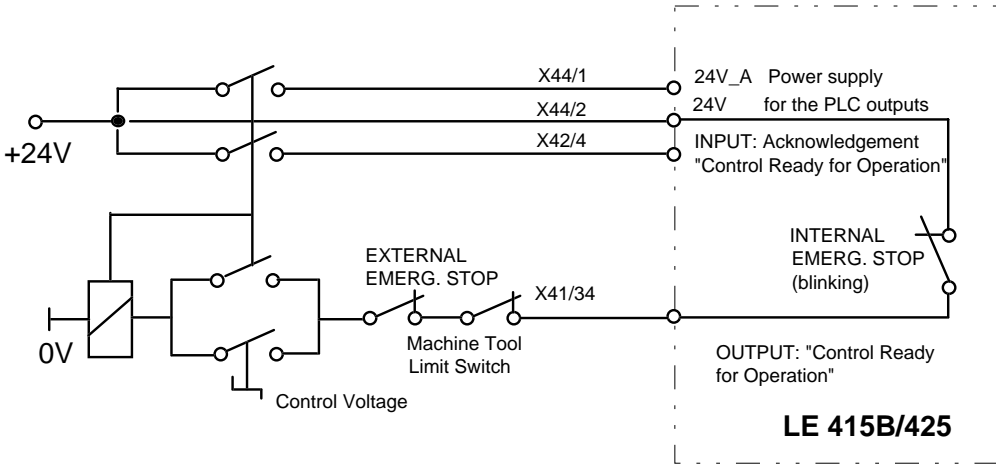 X44/1
24V_A Power supply
X44/2
24V for the PLC outputs
+24V
X42/4
INPUT: Acknowledgement
"Control Ready for Operation"
INTERNAL
EMERG. STOP
(blinking)
EXTERNAL
EMERG. STOP
X41/34
0V
Machine Tool
Limit Switch
OUTPUT: "Control Ready
for Operation"
Control Voltage
LE 415B/425